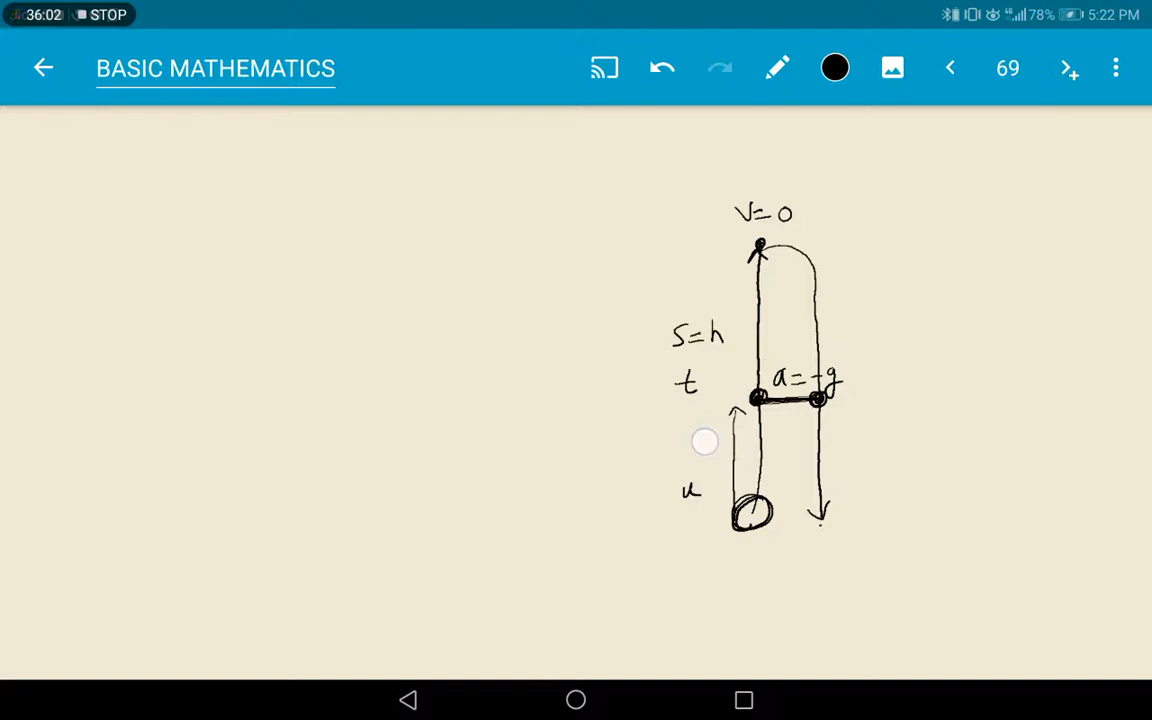 36:02 STOP 78% 5:22 PM
BASIC MATHEMATICS 69
V=0
S=h
t
a=-g
u